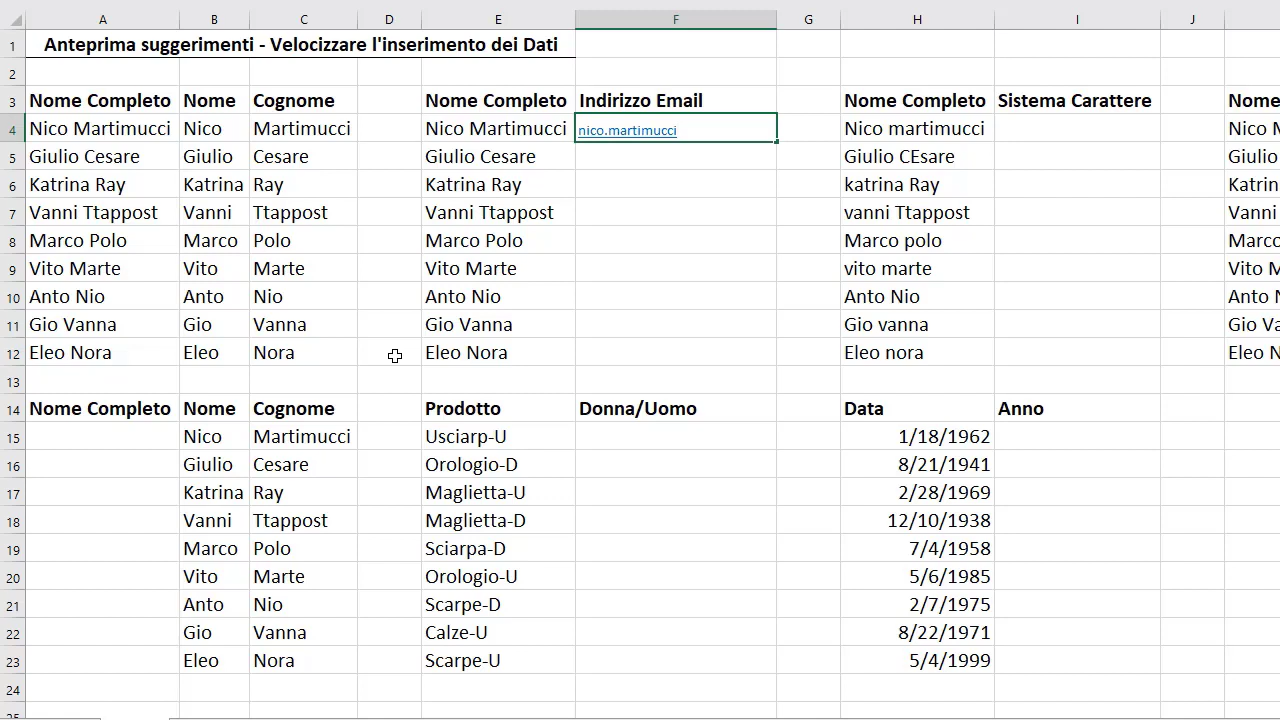 A B C D E F G H I J
1 Anteprima suggerimenti - Velocizzare l'inserimento dei Dati
2
3 Nome Completo Nome Cognome Nome Completo Indirizzo Email Nome Completo Sistema Carattere Nome
4 Nico Martimucci Nico Martimucci Nico Martimucci nico.martimucci Nico martimucci Nico
5 Giulio Cesare Giulio Cesare Giulio Cesare Giulio CEsare Giulio
6 Katrina Ray Katrina Ray Katrina Ray katrina Ray Katrin
7 Vanni Ttappost Vanni Ttappost Vanni Ttappost vanni Ttappost Vanni
8 Marco Polo Marco Polo Marco Polo Marco polo Marco
9 Vito Marte Vito Marte Vito Marte vito marte Vito
10 Anto Nio Anto Nio Anto Nio Anto Nio Anto
11 Gio Vanna Gio Vanna Gio Vanna Gio vanna Gio
12 Eleo Nora Eleo Nora Eleo Nora Eleo nora Eleo
13
14 Nome Completo Nome Cognome Prodotto Donna/Uomo Data Anno
15 Nico Martimucci Usciarp-U 1/18/1962
16 Giulio Cesare Orologio-D 8/21/1941
17 Katrina Ray Maglietta-U 2/28/1969
18 Vanni Ttappost Maglietta-D 12/10/1938
19 Marco Polo Sciarpa-D 7/4/1958
20 Vito Marte Orologio-U 5/6/1985
21 Anto Nio Scarpe-D 2/7/1975
22 Gio Vanna Calze-U 8/22/1971
23 Eleo Nora Scarpe-U 5/4/1999
24